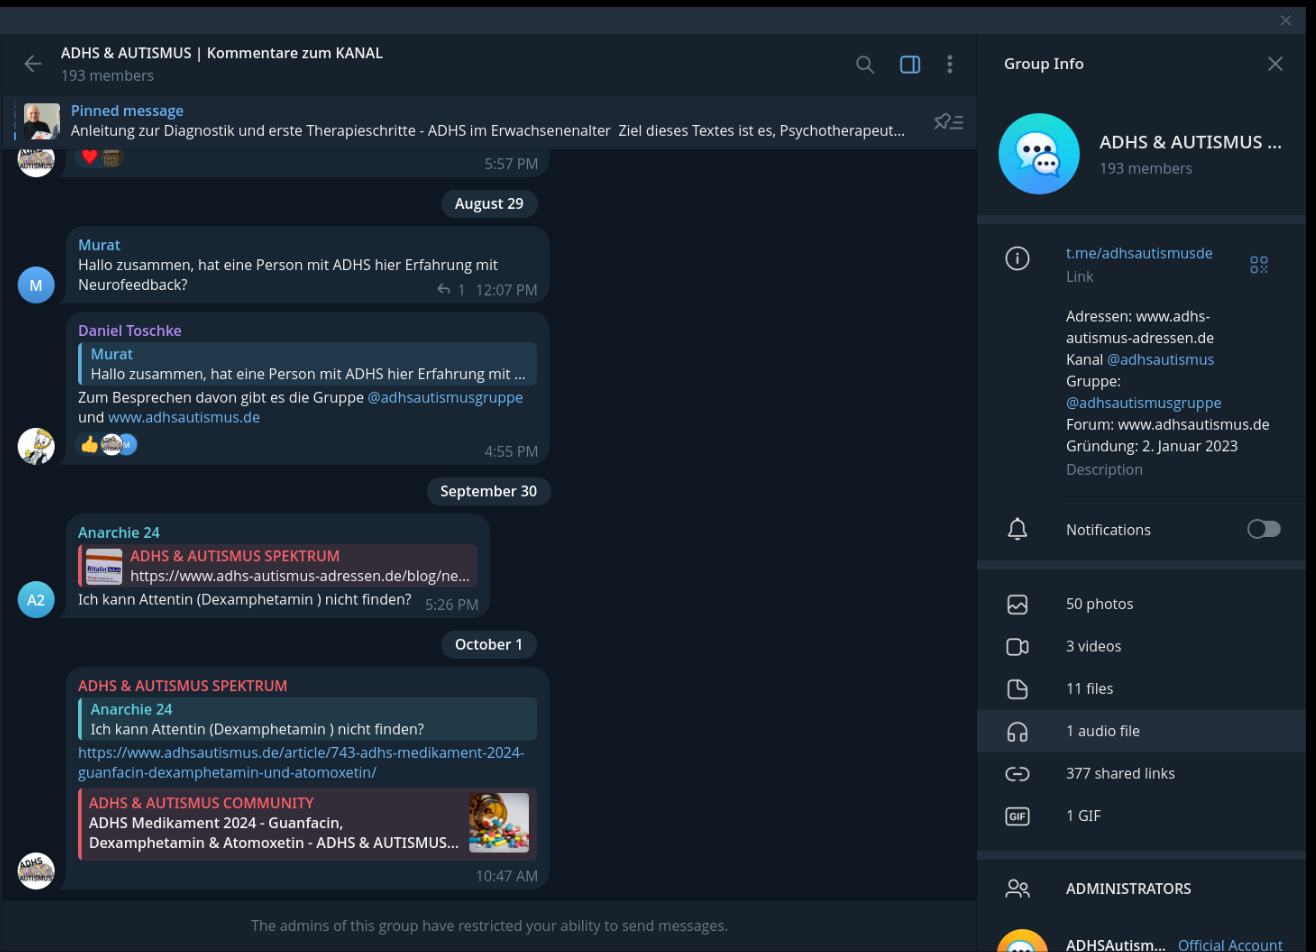 ADHS & AUTISMUS | Kommentare zum KANAL
193 members
Pinned message
Anleitung zur Diagnostik und erste Therapieschritte - ADHS im Erwachsenenalter  Ziel dieses Textes ist es, Psychotherapeut...
5:57 PM
August 29
Murat
Hallo zusammen, hat eine Person mit ADHS hier Erfahrung mit
Neurofeedback?
1 12:07 PM
M
Daniel Toschke
Murat
Hallo zusammen, hat eine Person mit ADHS hier Erfahrung mit ...
Zum Besprechen davon gibt es die Gruppe @adhsautismusgruppe
und www.adhsautismus.de
M
4:55 PM
September 30
Anarchie 24
ADHS & AUTISMUS SPEKTRUM
Ritalin
https://www.adhs-autismus-adressen.de/blog/ne...
Ich kann Attentin (Dexamphetamin ) nicht finden?
5:26 PM
A2
October 1
ADHS & AUTISMUS SPEKTRUM
Anarchie 24
Ich kann Attentin (Dexamphetamin ) nicht finden?
https://www.adhsautismus.de/article/743-adhs-medikament-2024-
guanfacin-dexamphetamin-und-atomoxetin/
ADHS & AUTISMUS COMMUNITY
ADHS Medikament 2024 - Guanfacin,
Dexamphetamin & Atomoxetin - ADHS & AUTISMUS...
ADHS
AUTISMUS
10:47 AM
The admins of this group have restricted your ability to send messages.
Group Info
ADHS & AUTISMUS ...
193 members
t.me/adhsautismusde
Link
Adressen: www.adhs-
autismus-adressen.de
Kanal @adhsautismus
Gruppe:
@adhsautismusgruppe
Forum: www.adhsautismus.de
Gründung: 2. Januar 2023
Description
Notifications
50 photos
3 videos
11 files
1 audio file
377 shared links
GIF
1 GIF
ADMINISTRATORS
ADHSAutism... Official Account